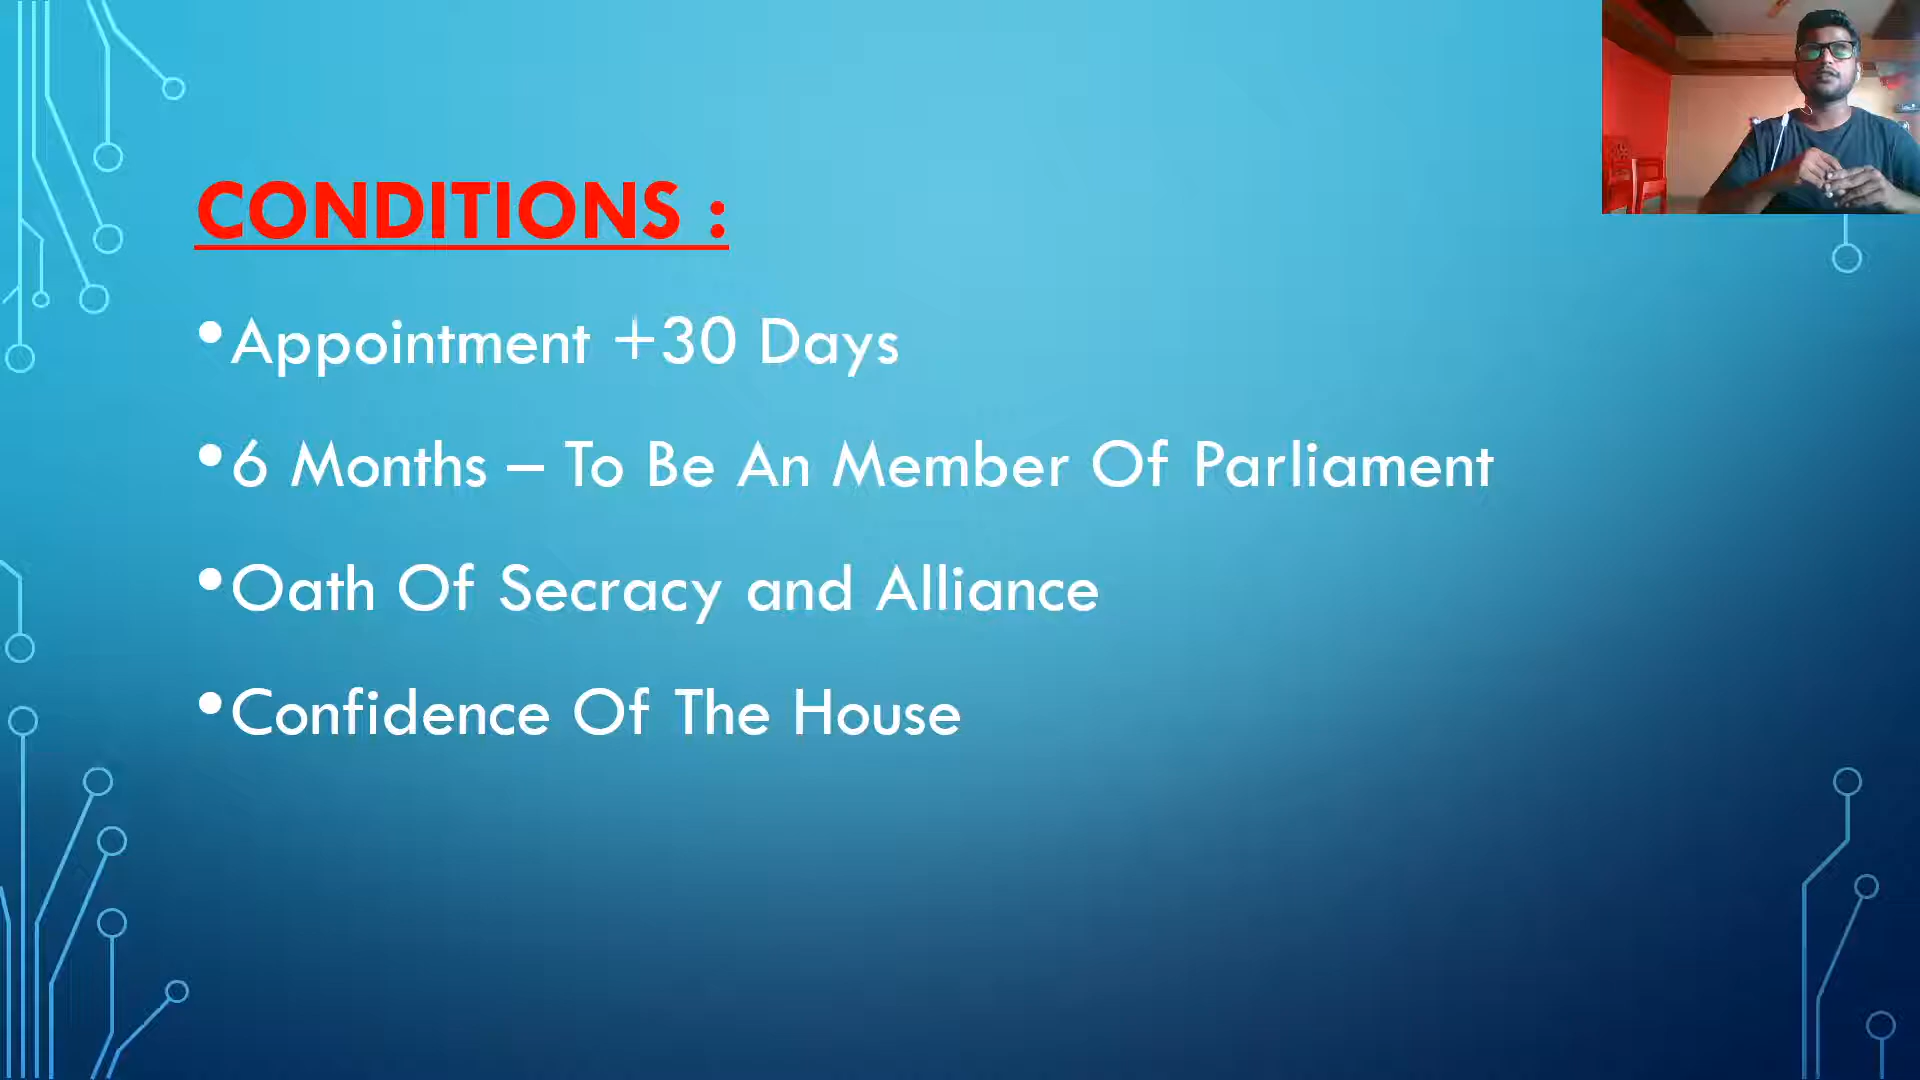 CONDITIONS :
•Appointment +30 Days
•6 Months – To Be An Member Of Parliament
•Oath Of Secracy and Alliance
•Confidence Of The House